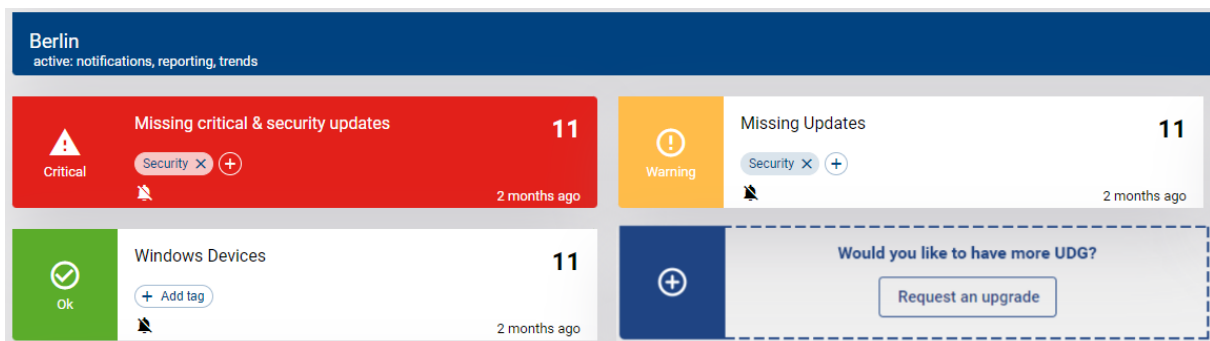 Berlin
active: notifications, reporting, trends
Missing critical & security updates
11
Critical
Security
2 months ago
Missing Updates
11
Warning
Security
2 months ago
Windows Devices
11
Ok
+ Add tag
2 months ago
Would you like to have more UDG?
Request an upgrade